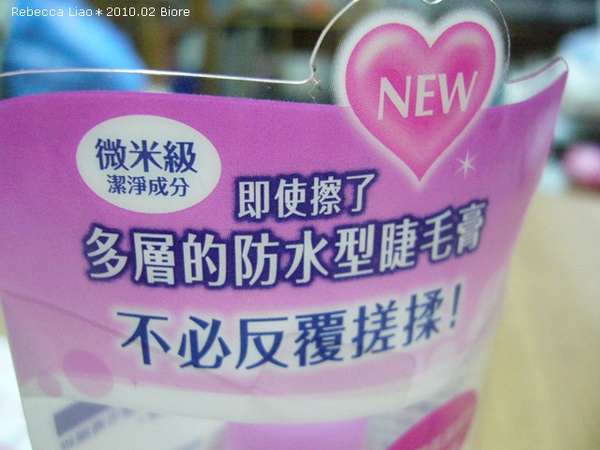 Rebecca Liao＊2010.02 Biore
NEW
微米級
潔淨成分
即使擦了
多層的防水型睫毛膏
不必反覆搓揉！